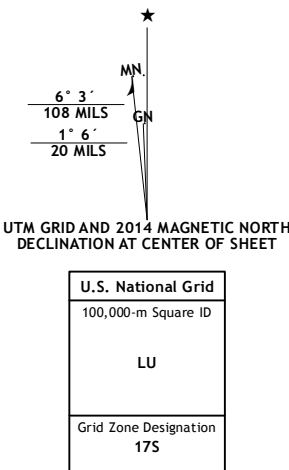 ★
MN
6° 3´
108 MILS
GN
1° 6´
20 MILS
UTM GRID AND 2014 MAGNETIC NORTH
DECLINATION AT CENTER OF SHEET
U.S. National Grid
100,000-m Square ID
LU
Grid Zone Designation
17S